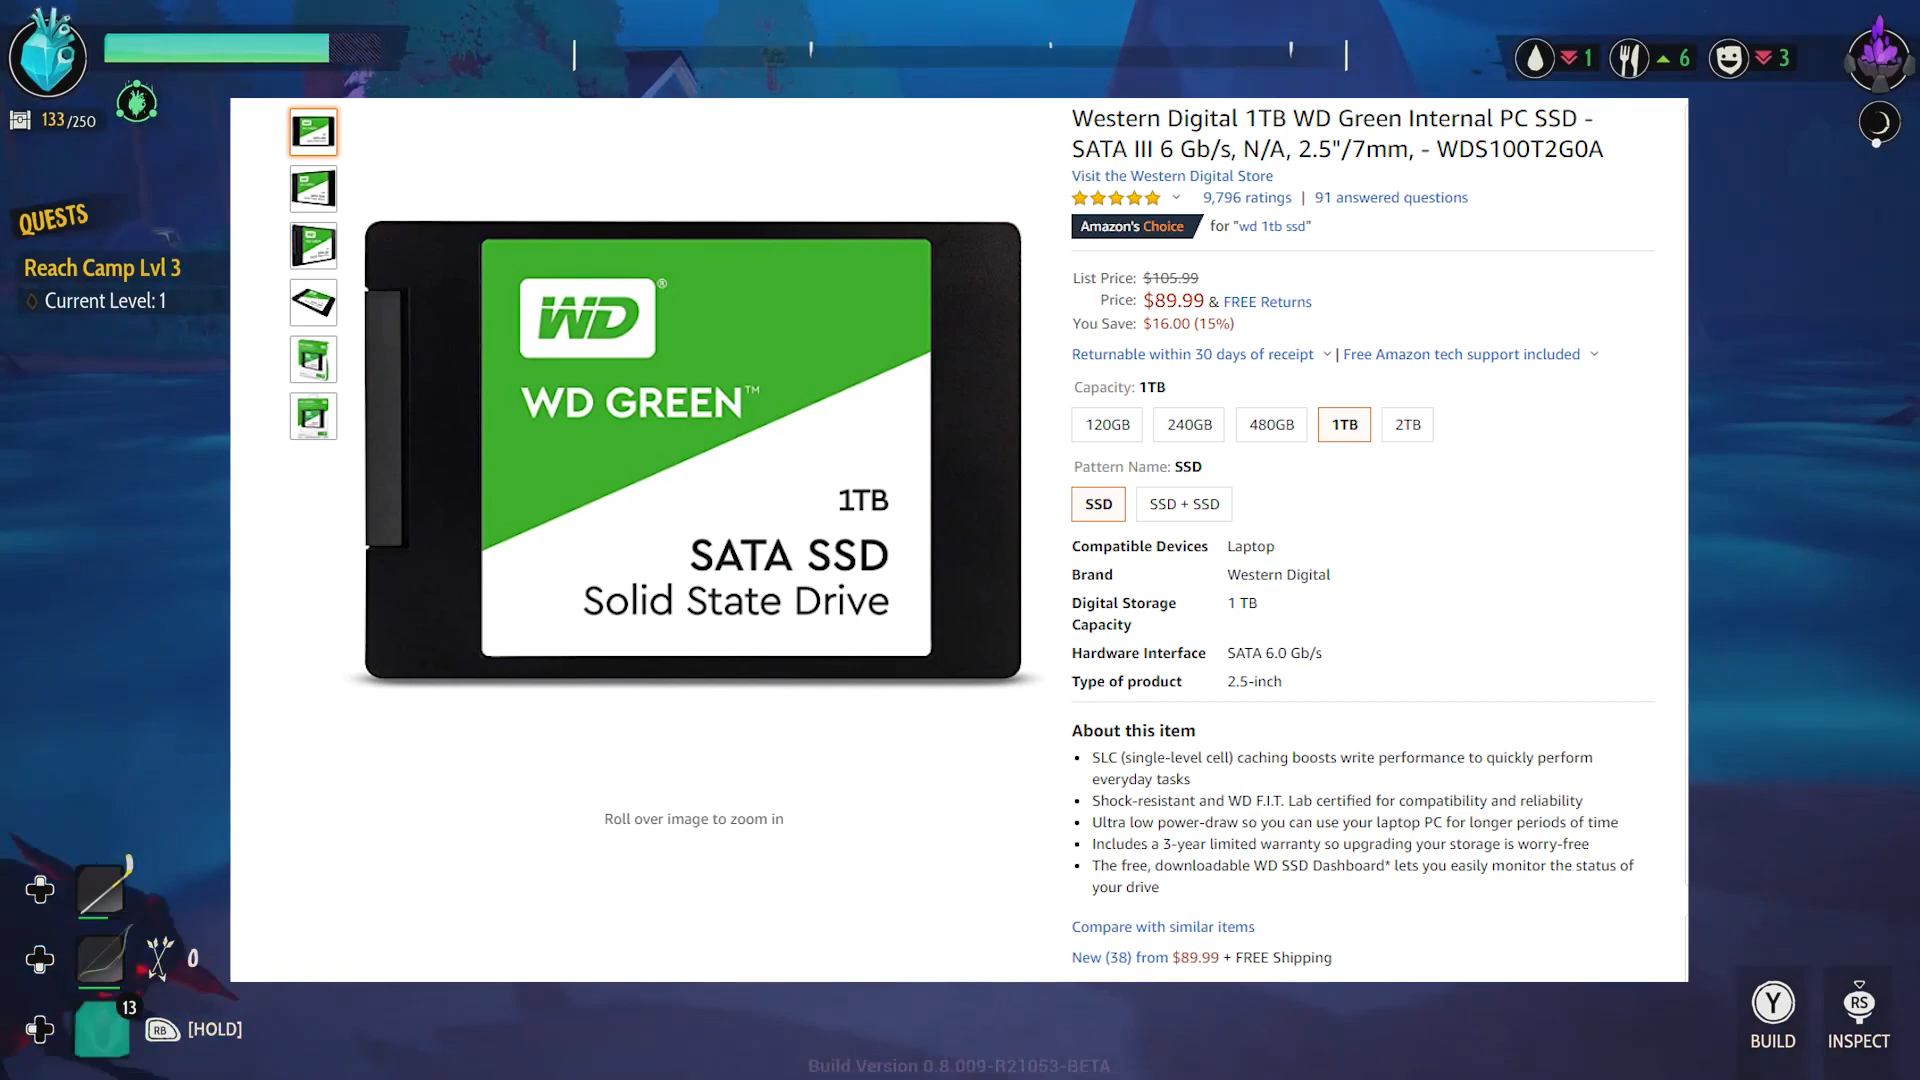 133/250
1
6
3
QUESTS
Reach Camp Lvl 3
Current Level: 1
WD®
WD GREEN™
1TB
SATA SSD
Solid State Drive
Roll over image to zoom in
Western Digital 1TB WD Green Internal PC SSD -
SATA III 6 Gb/s, N/A, 2.5"/7mm, - WDS100T2G0A
Visit the Western Digital Store
9,796 ratings | 91 answered questions
Amazon's Choice for "wd 1tb ssd"
List Price: $105.99
Price: $89.99 & FREE Returns
You Save: $16.00 (15%)
Returnable within 30 days of receipt | Free Amazon tech support included
Capacity: 1TB
120GB 240GB 480GB 1TB 2TB
Pattern Name: SSD
SSD SSD + SSD
Compatible Devices Laptop
Brand Western Digital
Digital Storage 1 TB
Capacity
Hardware Interface SATA 6.0 Gb/s
Type of product 2.5-inch
About this item
• SLC (single-level cell) caching boosts write performance to quickly perform
everyday tasks
• Shock-resistant and WD F.I.T. Lab certified for compatibility and reliability
• Ultra low power-draw so you can use your laptop PC for longer periods of time
• Includes a 3-year limited warranty so upgrading your storage is worry-free
• The free, downloadable WD SSD Dashboard* lets you easily monitor the status of
your drive
Compare with similar items
New (38) from $89.99 + FREE Shipping
0
13
RB [HOLD]
Y
BUILD
RS
INSPECT
Build Version 0.8.009-R21053-BETA